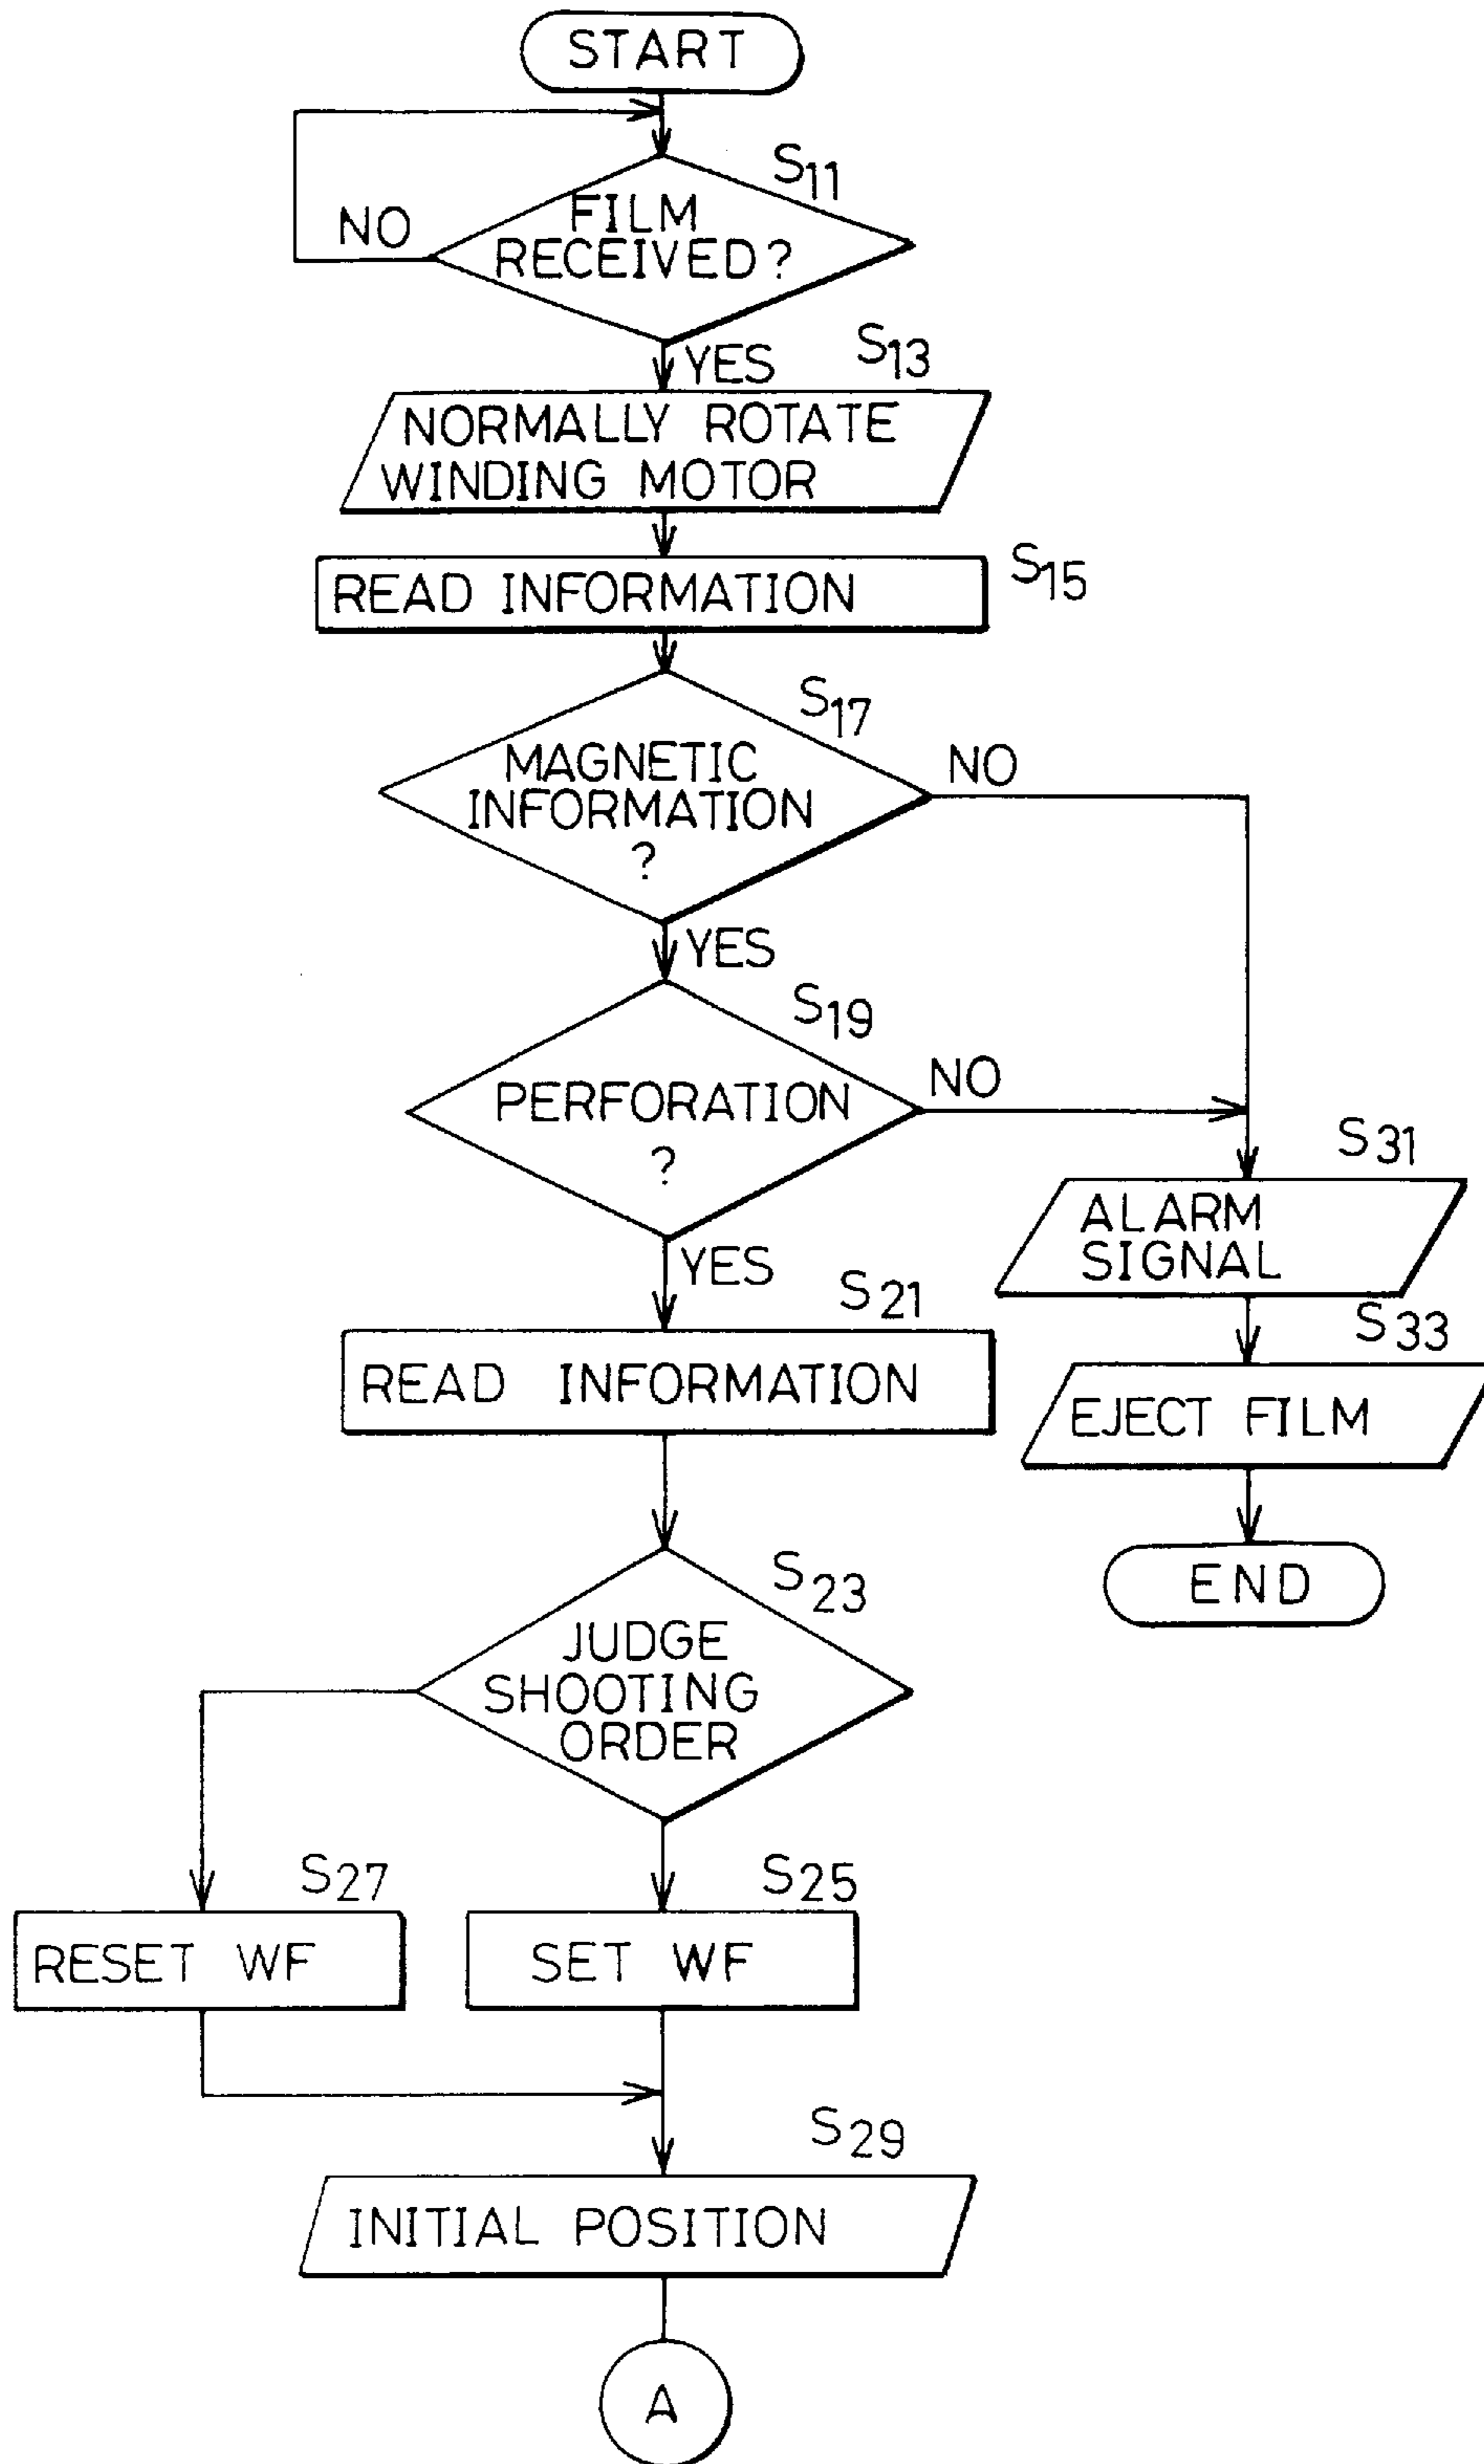 START
S11
NO
FILM
RECEIVED?
YES
S13
NORMALLY ROTATE
WINDING MOTOR
READ INFORMATION
S15
S17
MAGNETIC
INFORMATION
?
NO
YES
S19
PERFORATION
?
NO
YES
S31
ALARM
SIGNAL
S21
READ INFORMATION
S33
EJECT FILM
END
S23
JUDGE
SHOOTING
ORDER
S27
S25
RESET WF
SET WF
S29
INITIAL POSITION
A